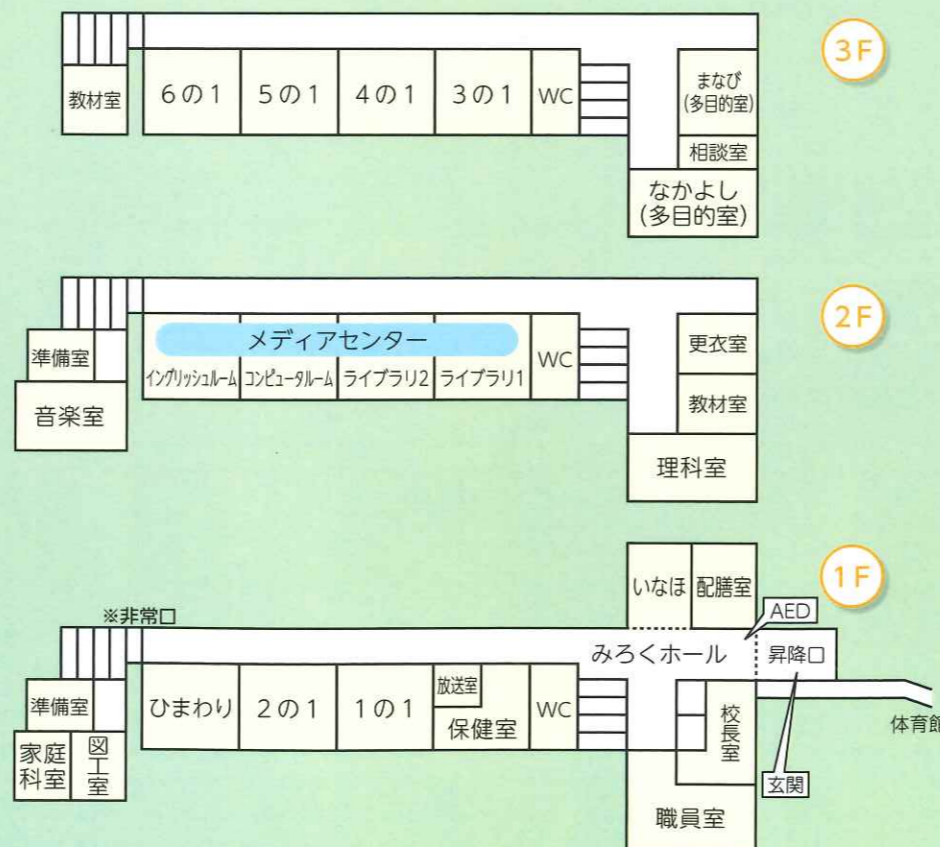 3F
教材室
6の1
5の1
4の1
3の1
WC
まなび
(多目的室)
相談室
なかよし
(多目的室)
2F
準備室
音楽室
メディアセンター
イングリッシュルーム
コンピュータルーム
ライブラリ2
ライブラリ1
WC
更衣室
教材室
理科室
1F
※非常口
いなほ
配膳室
AED
みろくホール
昇降口
準備室
家庭
科室
図工室
ひまわり
2の1
1の1
放送室
保健室
WC
校長室
体育館
玄関
職員室